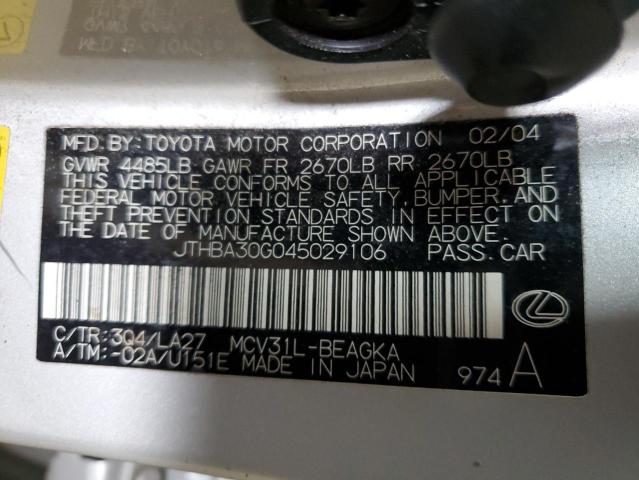 MFD. BY: TOYOTA MOTOR CORPORATION 02/04
GVWR 4485LB GAWR FR 2670LB RR 2670LB
THIS VEHICLE CONFORMS TO ALL APPLICABLE
FEDERAL MOTOR VEHICLE SAFETY, BUMPER, AND
THEFT PREVENTION STANDARDS IN EFFECT ON
THE DATE OF MANUFACTURE SHOWN ABOVE.
JTHBA30G045029106 PASS. CAR
C/TR: 3Q4/LA27 MCV31L-BEAGKA
A/TM: -02A/U151E MADE IN JAPAN
974 A